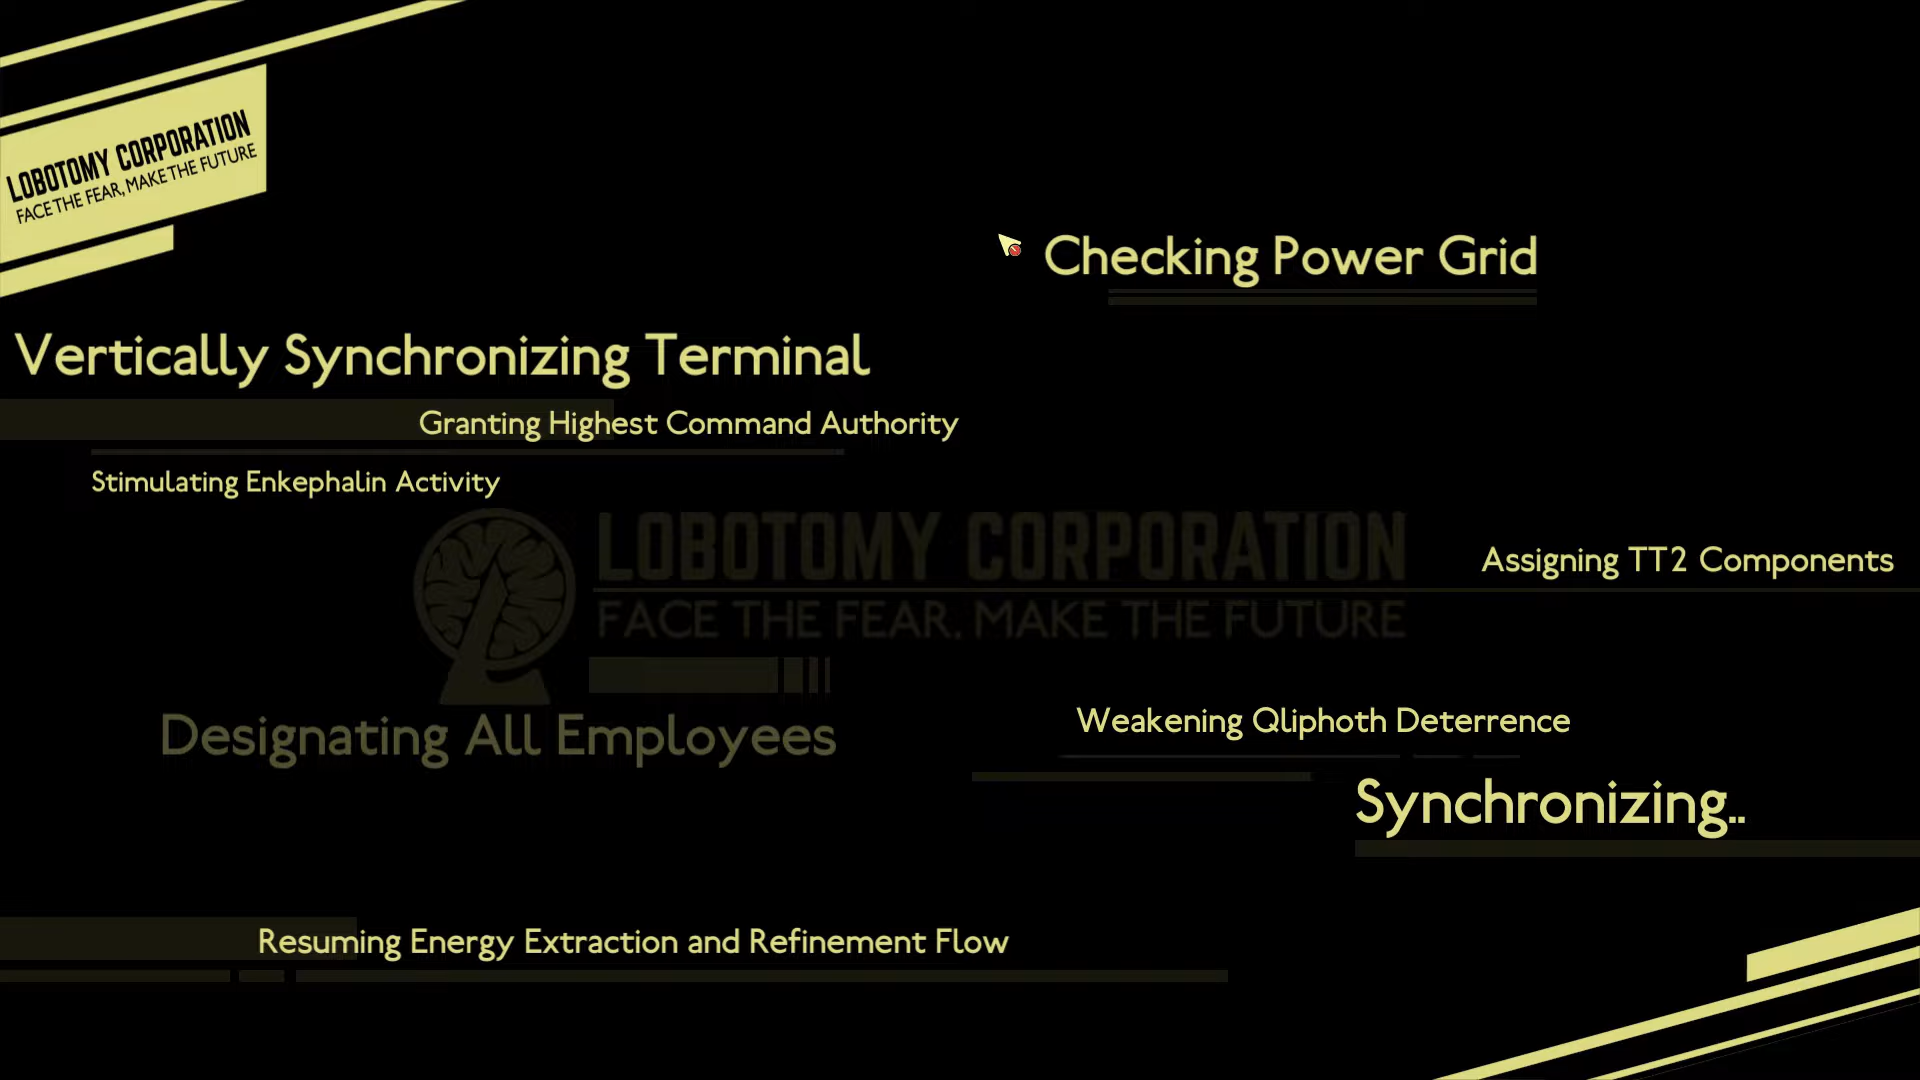 LOBOTOMY CORPORATION
FACE THE FEAR, MAKE THE FUTURE
Checking Power Grid
Vertically Synchronizing Terminal
Granting Highest Command Authority
Stimulating Enkephalin Activity
LOBOTOMY CORPORATION
FACE THE FEAR, MAKE THE FUTURE
Assigning TT2 Components
Designating All Employees
Weakening Qliphoth Deterrence
Synchronizing..
Resuming Energy Extraction and Refinement Flow